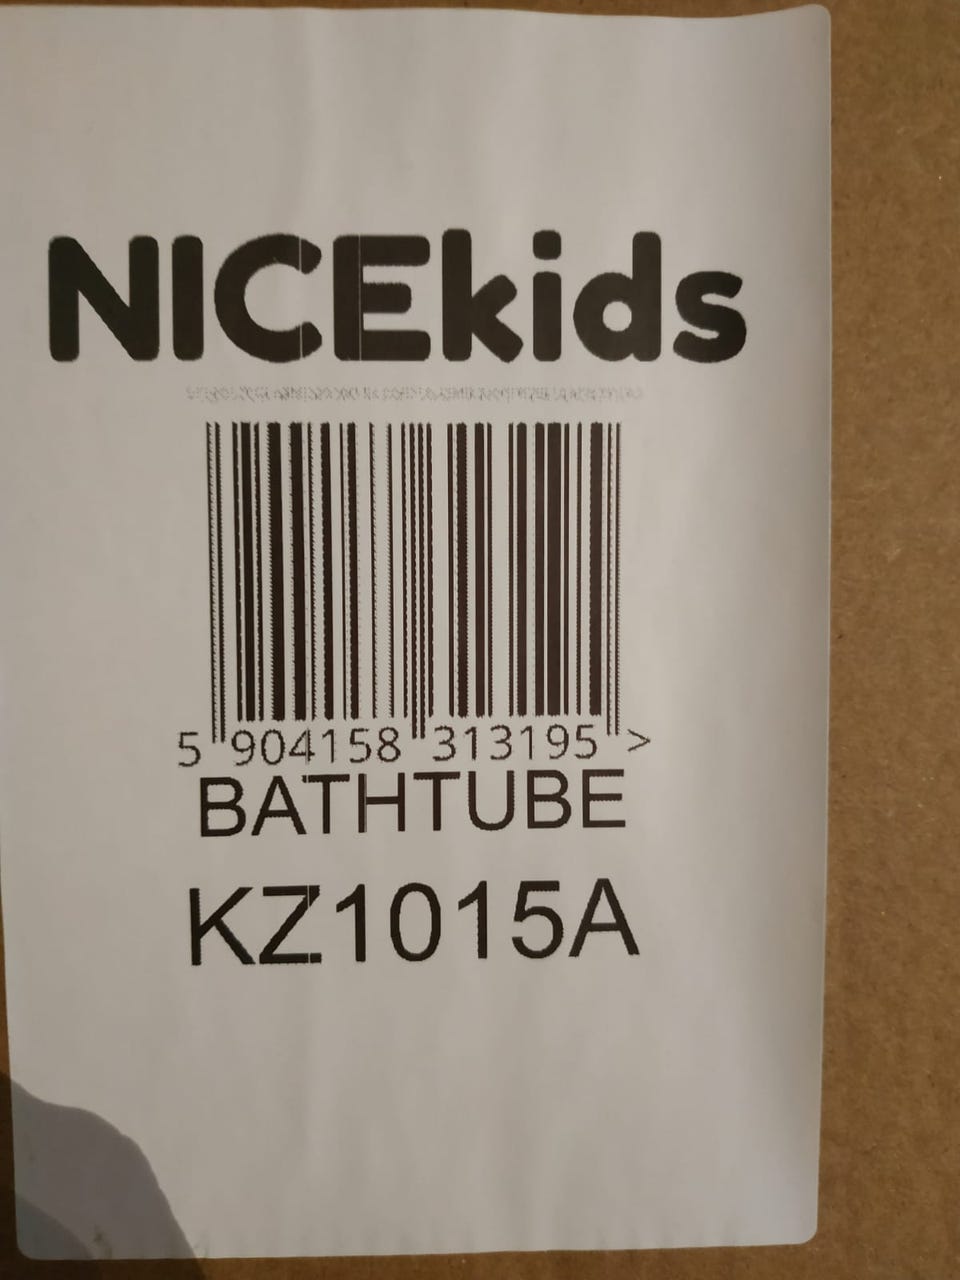 NICEkids
5 904158 313195 >
BATHTUBE
KZ1015A